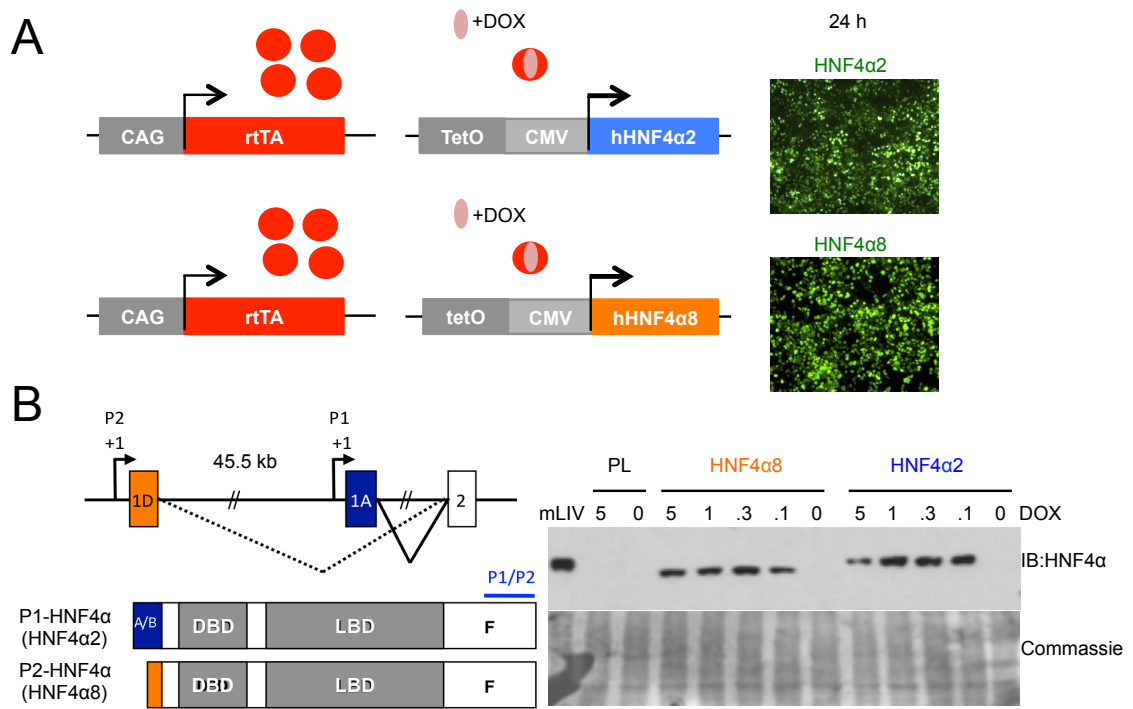 A
+DOX
24 h
HNF4α2
CAG rtTA TetO CMV hHNF4α2
+DOX
HNF4α8
CAG rtTA tetO CMV hHNF4α8
B
P2
+1
45.5 kb
P1
+1
1D
1A
2
P1/P2
P1-HNF4α
(HNF4α2)
A/B DBD LBD F
P2-HNF4α
(HNF4α8)
DBD LBD F
PL HNF4α8 HNF4α2
mLIV 5 0 5 1 .3 .1 0 5 1 .3 .1 0 DOX
IB:HNF4α
Commassie